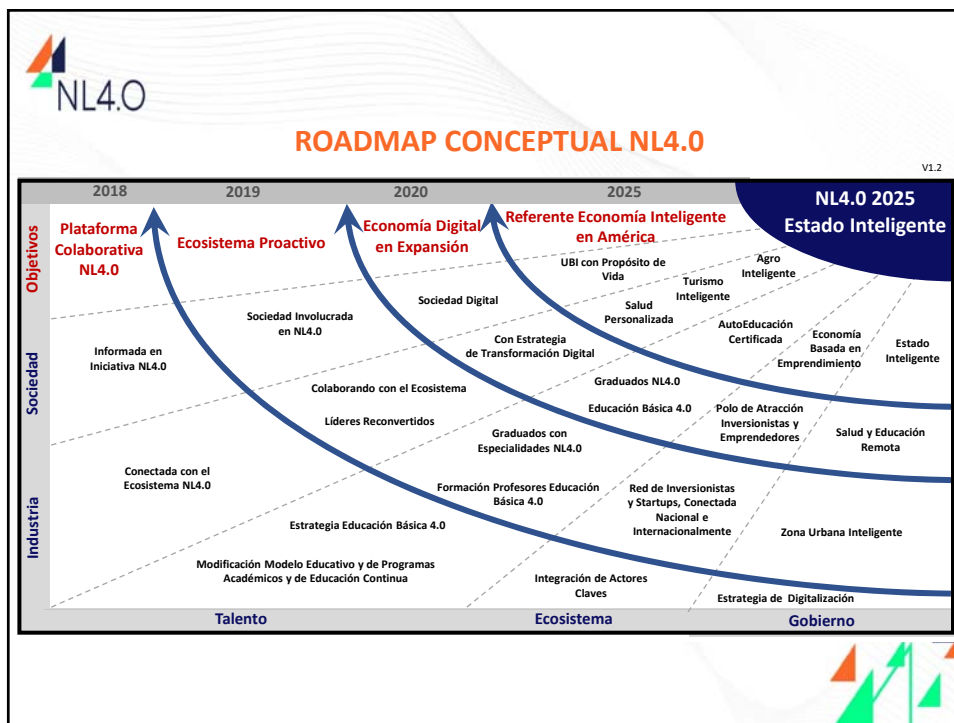 NL4.0
ROADMAP CONCEPTUAL NL4.0
V1.2
2018
2019
2020
2025
NL4.0 2025
Estado Inteligente
Objetivos
Plataforma
Colaborativa
NL4.0
Ecosistema Proactivo
Economía Digital
en Expansión
Referente Economía Inteligente
en América
UBI con Propósito de
Vida
Agro
Inteligente
Turismo
Inteligente
Salud
Personalizada
AutoEducación
Certificada
Economía
Basada en
Emprendimiento
Estado
Inteligente
Sociedad
Sociedad Digital
Sociedad Involucrada
en NL4.0
Informada en
Iniciativa NL4.0
Con Estrategia
de Transformación Digital
Colaborando con el Ecosistema
Graduados NL4.0
Líderes Reconvertidos
Educación Básica 4.0
Polo de Atracción
Inversionistas y
Emprendedores
Salud y Educación
Remota
Graduados con
Especialidades NL4.0
Industria
Conectada con el
Ecosistema NL4.0
Formación Profesores Educación
Básica 4.0
Red de Inversionistas
y Startups, Conectada
Nacional e
Internacionalmente
Estrategia Educación Básica 4.0
Zona Urbana Inteligente
Modificación Modelo Educativo y de Programas
Académicos y de Educación Continua
Integración de Actores
Claves
Estrategia de Digitalización
Talento
Ecosistema
Gobierno